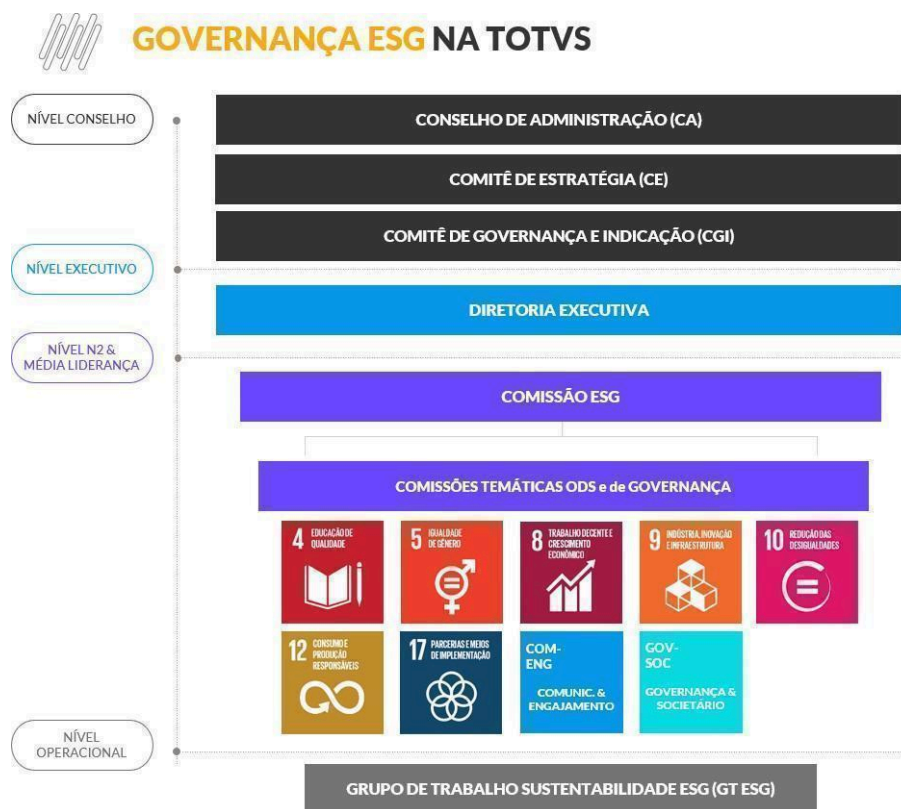 GOVERNANÇA ESG NA TOTVS
NÍVEL CONSELHO
CONSELHO DE ADMINISTRAÇÃO (CA)
COMITÊ DE ESTRATÉGIA (CE)
COMITÊ DE GOVERNANÇA E INDICAÇÃO (CGI)
NÍVEL EXECUTIVO
DIRETORIA EXECUTIVA
NÍVEL N2 &
MÉDIA LIDERANÇA
COMISSÃO ESG
COMISSÕES TEMÁTICAS ODS e de GOVERNANÇA
4 EDUCAÇÃO DE
QUALIDADE
5 IGUALDADE
DE GÊNERO
8 TRABALHO DECENTE E
CRESCIMENTO
ECONÔMICO
9 INDÚSTRIA, INOVAÇÃO
E INFRAESTRUTURA
10 REDUÇÃO DAS
DESIGUALDADES
12 CONSUMO E
PRODUÇÃO
RESPONSÁVEIS
17 PARCERIAS E MEIOS
DE IMPLEMENTAÇÃO
COM-
ENG
COMUNIC. &
ENGAJAMENTO
GOV-
SOC
GOVERNANÇA &
SOCIETÁRIO
NÍVEL
OPERACIONAL
GRUPO DE TRABALHO SUSTENTABILIDADE ESG (GT ESG)